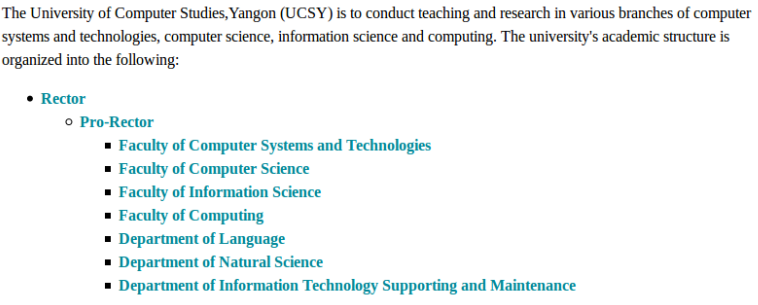 The University of Computer Studies,Yangon (UCSY) is to conduct teaching and research in various branches of computer
systems and technologies, computer science, information science and computing. The university's academic structure is
organized into the following:
Rector
Pro-Rector
Faculty of Computer Systems and Technologies
Faculty of Computer Science
Faculty of Information Science
Faculty of Computing
Department of Language
Department of Natural Science
Department of Information Technology Supporting and Maintenance